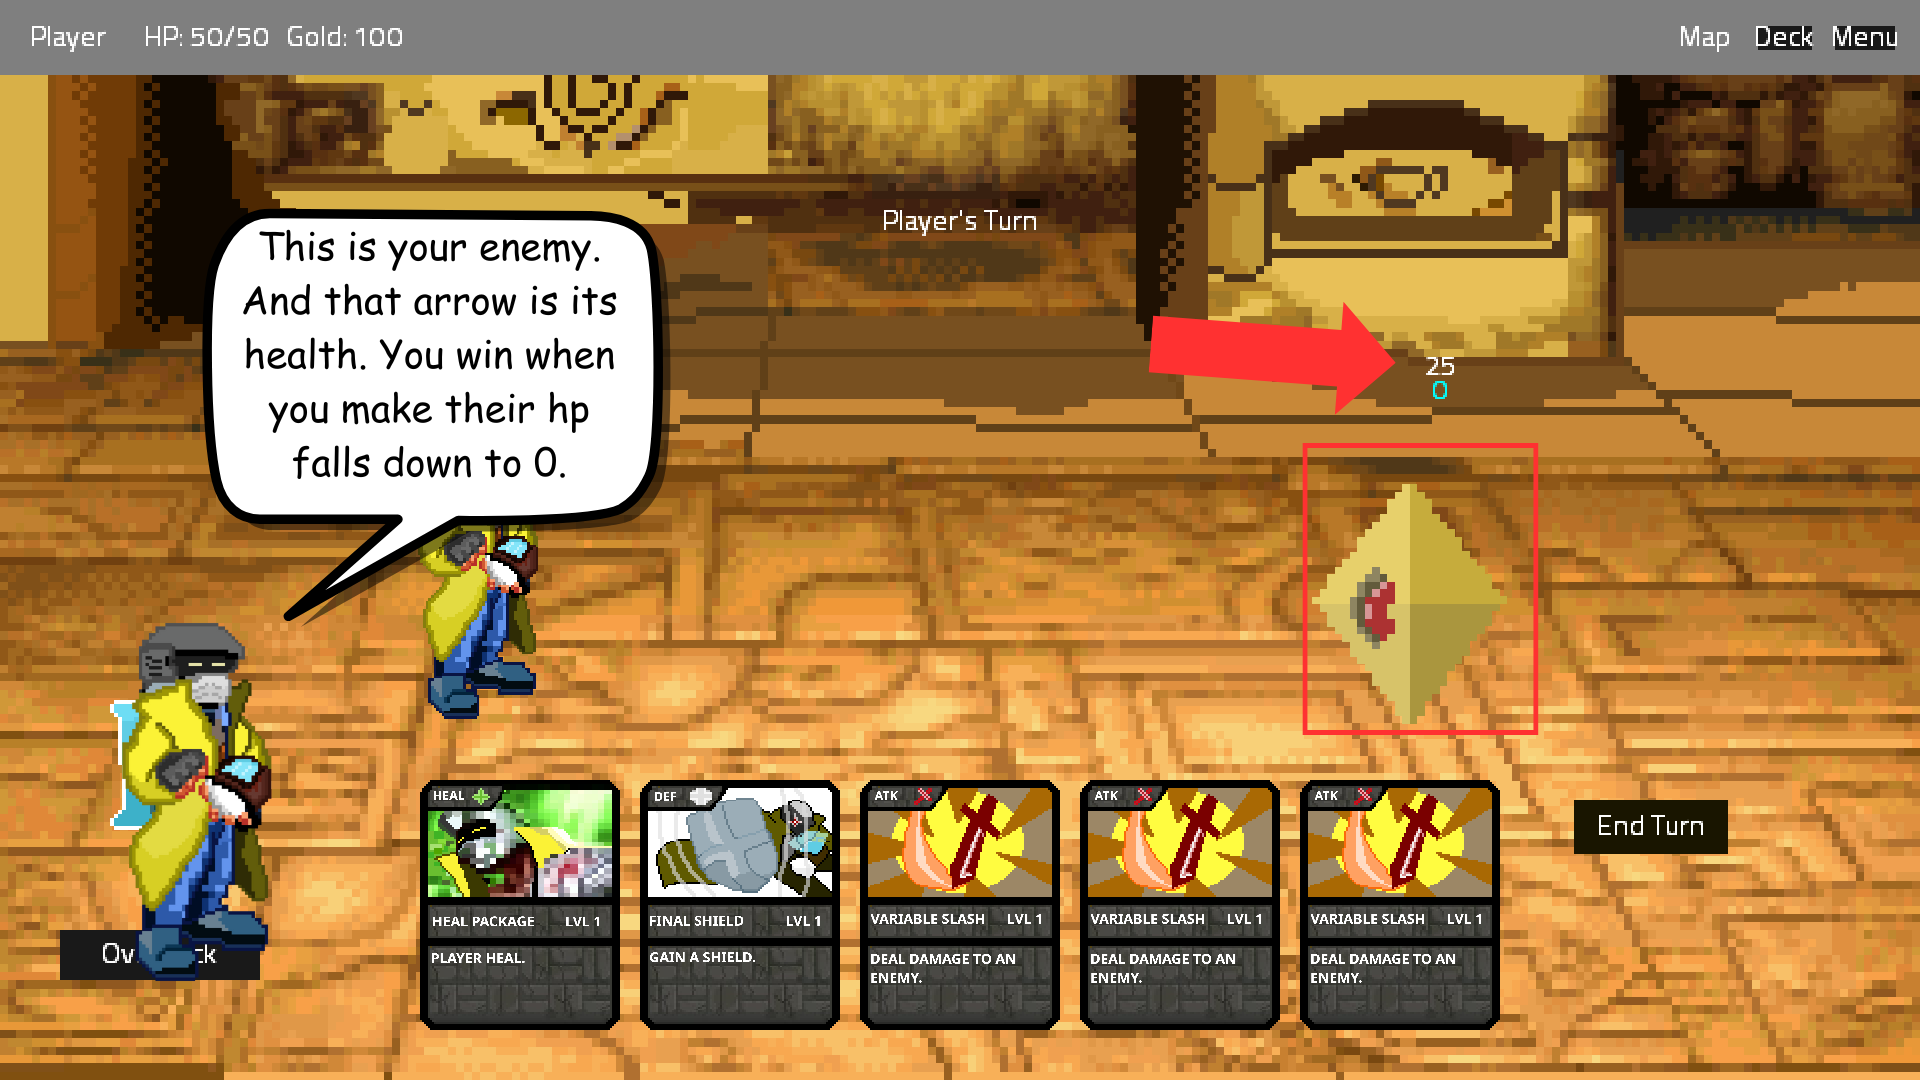 Player HP: 50/50 Gold: 100 Map Deck Menu
Player's Turn
This is your enemy.
And that arrow is its
health. You win when
you make their hp
falls down to 0.
25
0
HEAL
HEAL PACKAGE LVL 1
PLAYER HEAL.
DEF
FINAL SHIELD LVL 1
GAIN A SHIELD.
ATK
VARIABLE SLASH LVL 1
DEAL DAMAGE TO AN
ENEMY.
ATK
VARIABLE SLASH LVL 1
DEAL DAMAGE TO AN
ENEMY.
ATK
VARIABLE SLASH LVL 1
DEAL DAMAGE TO AN
ENEMY.
End Turn